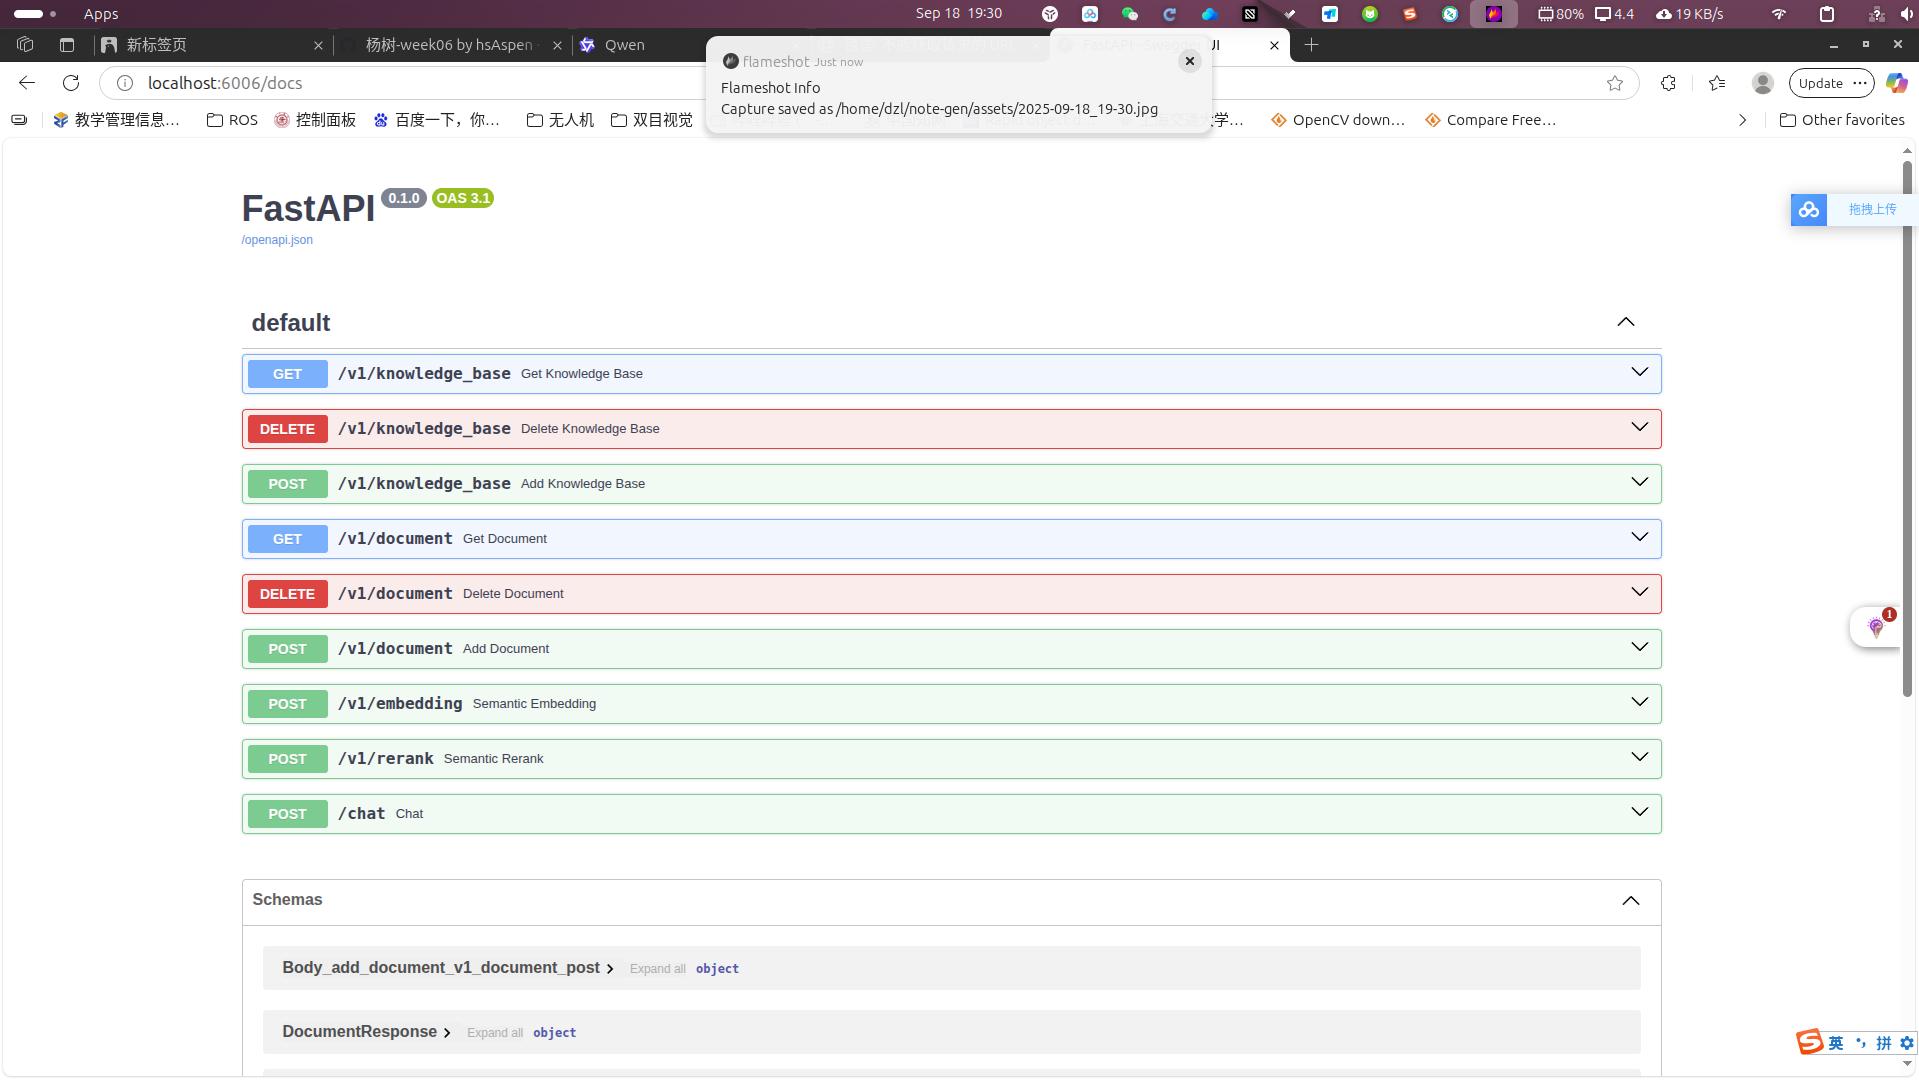 Apps
Sep 18 19:30
80%
4.4
19 KB/s
新标签页
杨树-week06 by hsAspen
Qwen
UI
flameshot Just now
Flameshot Info
Capture saved as /home/dzl/note-gen/assets/2025-09-18_19-30.jpg
localhost:6006/docs
Update
教学管理信息…
ROS
控制面板
百度一下，你…
无人机
双目视觉
OpenCV down…
Compare Free…
Other favorites
FastAPI 0.1.0 OAS 3.1
/openapi.json
拖拽上传
default
GET /v1/knowledge_base Get Knowledge Base
DELETE /v1/knowledge_base Delete Knowledge Base
POST /v1/knowledge_base Add Knowledge Base
GET /v1/document Get Document
DELETE /v1/document Delete Document
POST /v1/document Add Document
1
POST /v1/embedding Semantic Embedding
POST /v1/rerank Semantic Rerank
POST /chat Chat
Schemas
Body_add_document_v1_document_post Expand all object
DocumentResponse Expand all object
英 拼